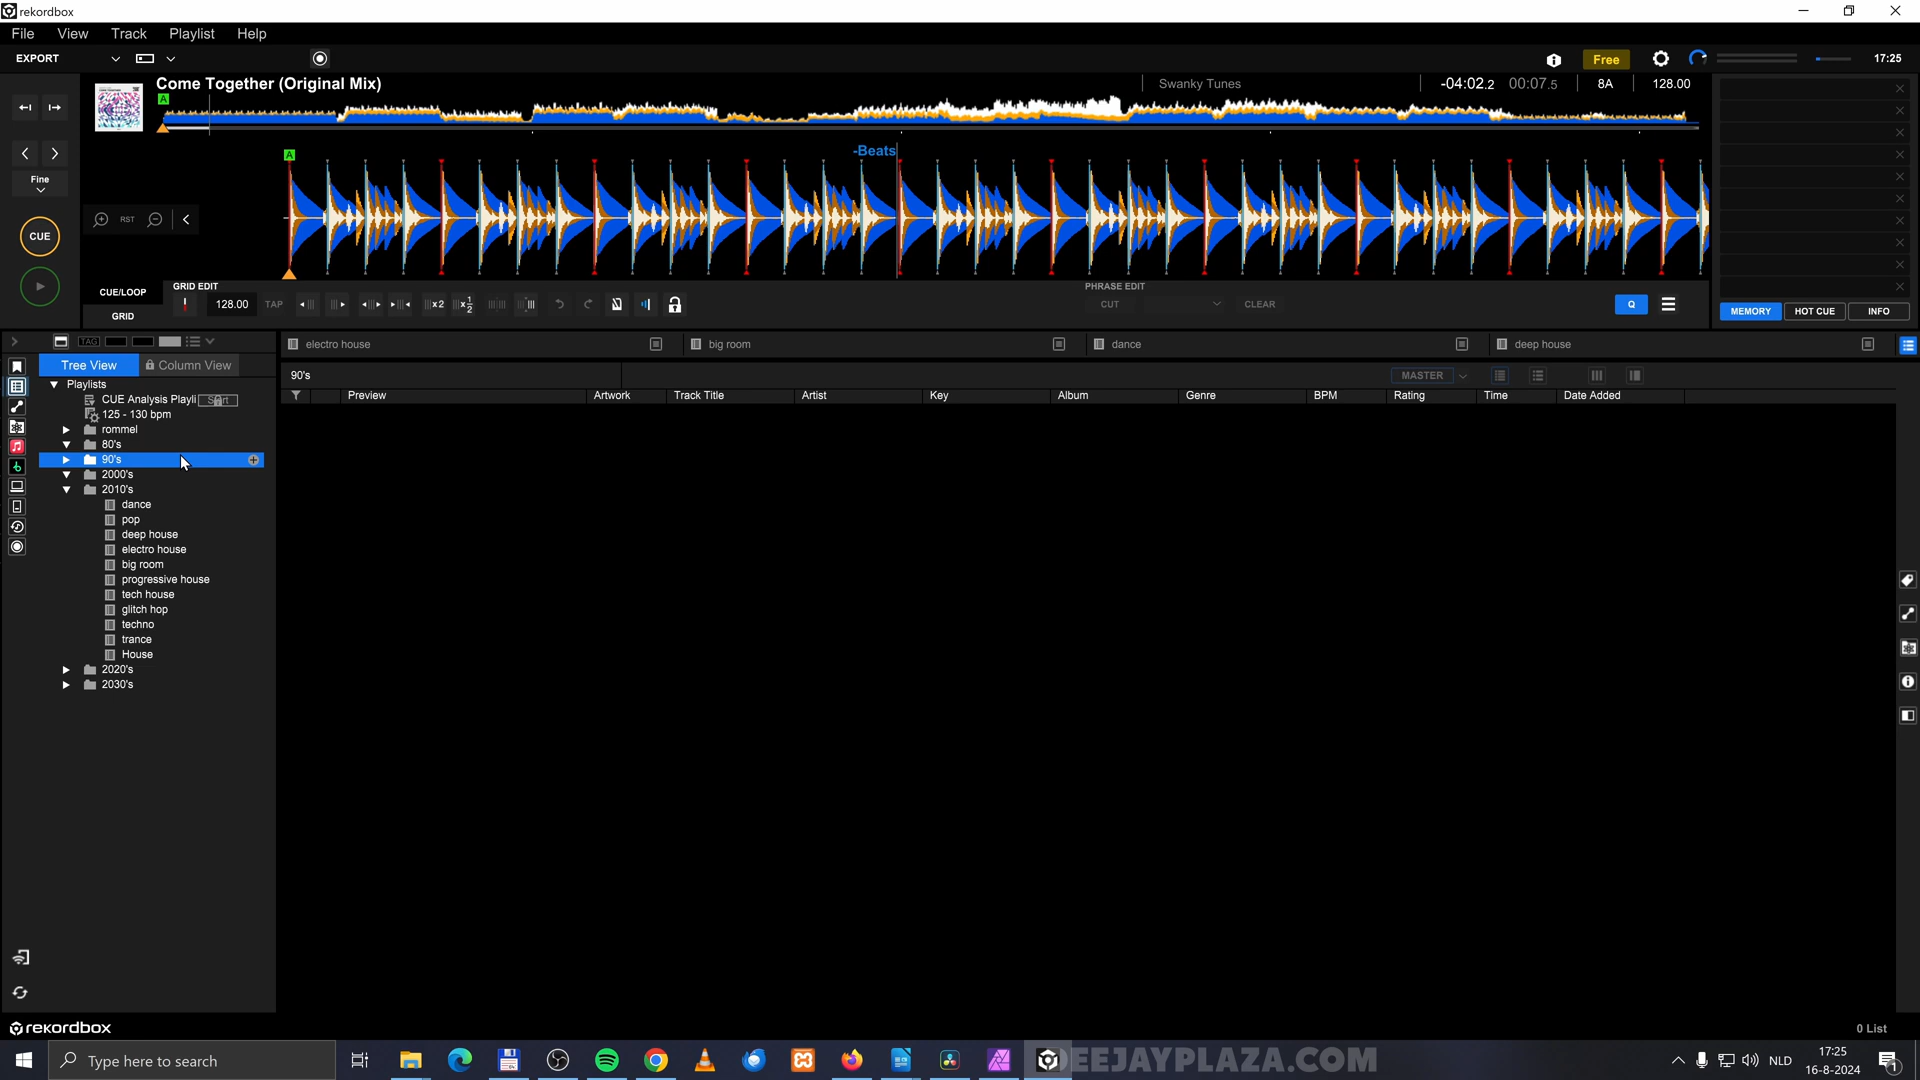 rekordbox
File View Track Playlist Help
EXPORT Free 17:25
Come Together (Original Mix) Swanky Tunes -04:02.2 00:07.5 8A 128.00
A
A -Beats
Fine
RST
CUE
CUE/LOOP GRID EDIT PHRASE EDIT
128.00 TAP x2 x1/2 CUT CLEAR Q
GRID MEMORY HOT CUE INFO
TAG electro house big room dance deep house
Tree View Column View 90's MASTER
Preview Artwork Track Title Artist Key Album Genre BPM Rating Time Date Added
Playlists
CUE Analysis Playli
125 - 130 bpm
rommel
80's
90's
2000's
2010's
dance
pop
deep house
electro house
big room
progressive house
tech house
glitch hop
techno
trance
House
2020's
2030's
rekordbox 0 List
Type here to search DEEJAYPLAZA.COM NLD 17:25
16-8-2024 1